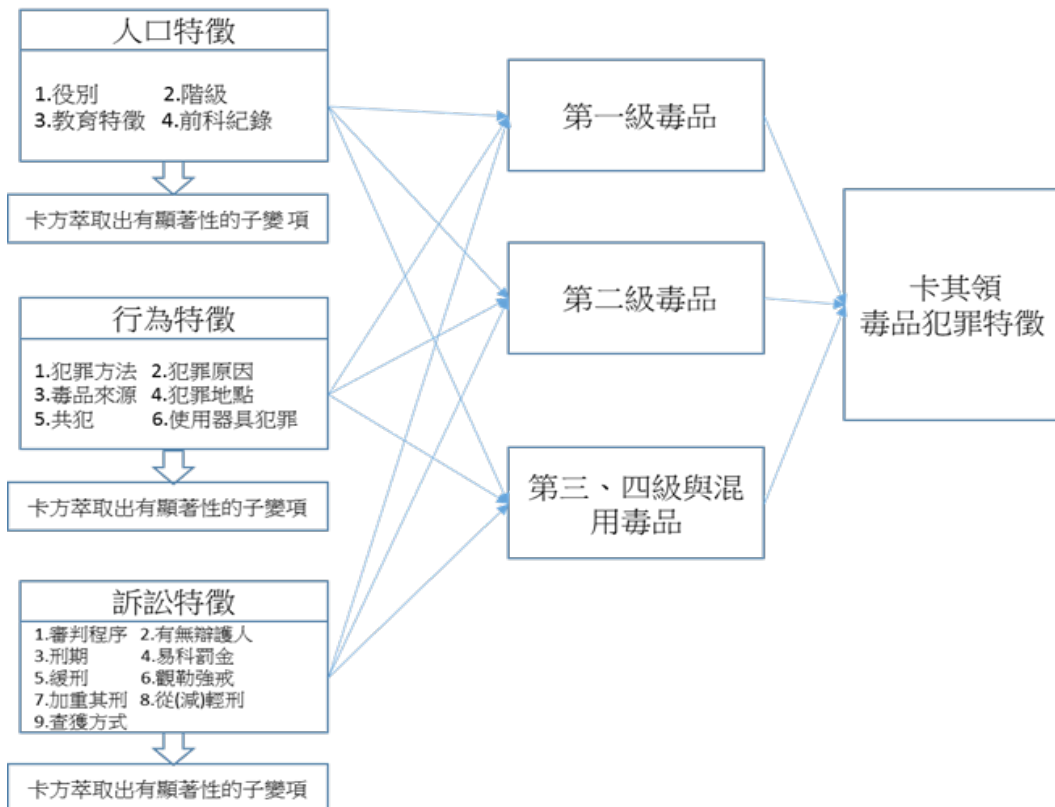 人口特徵
1.役別 2.階級
3.教育特徵 4.前科紀錄
卡方萃取出有顯著性的子變項
行為特徵
1.犯罪方法 2.犯罪原因
3.毒品來源 4.犯罪地點
5.共犯 6.使用器具犯罪
卡方萃取出有顯著性的子變項
訴訟特徵
1.審判程序 2.有無辯護人
3.刑期 4.易科罰金
5.緩刑 6.觀勒強戒
7.加重其刑 8.從(減)輕刑
9.查獲方式
卡方萃取出有顯著性的子變項
第一級毒品
第二級毒品
第三、四級與混
用毒品
卡其領
毒品犯罪特徵